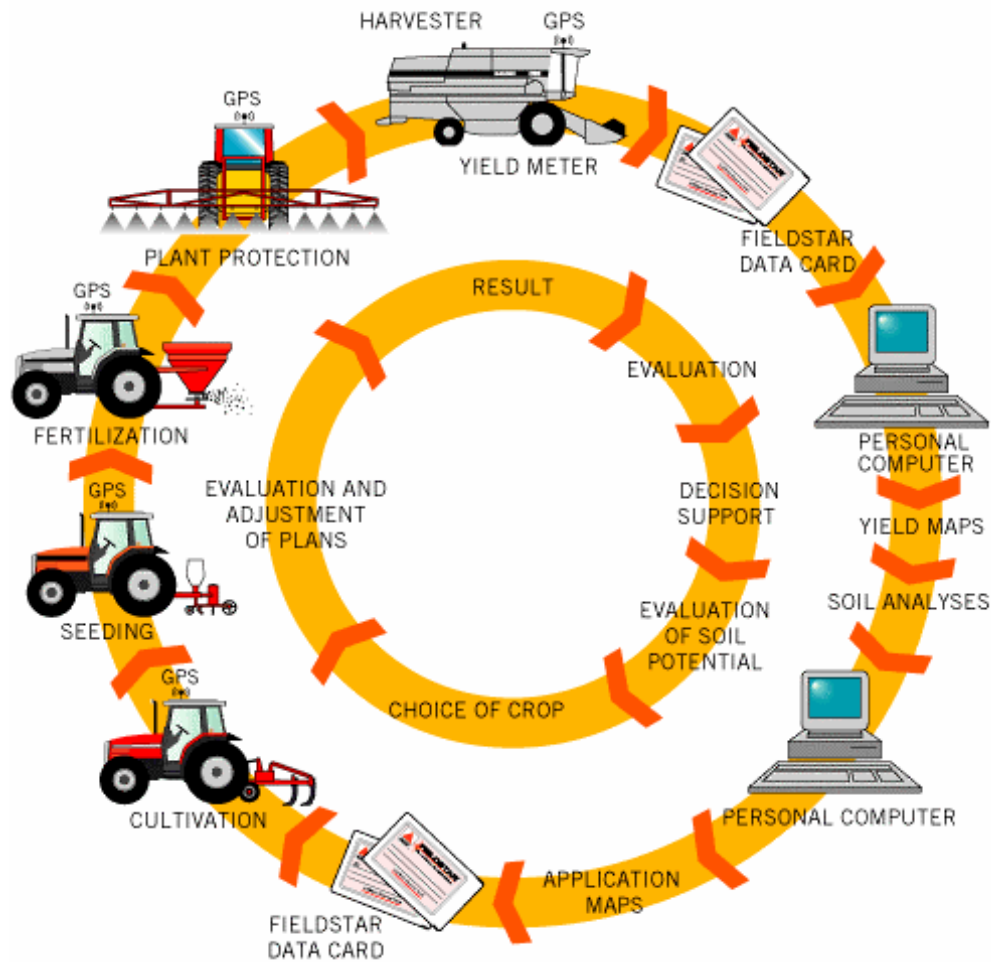 HARVESTER
GPS
GPS
YIELD METER
FIELDSTAR
FIELDSTAR
DATA CARD
PLANT PROTECTION
RESULT
GPS
EVALUATION
FERTILIZATION
PERSONAL
COMPUTER
EVALUATION AND
ADJUSTMENT
OF PLANS
DECISION
SUPPORT
GPS
YIELD MAPS
SOIL ANALYSES
SEEDING
EVALUATION
OF SOIL
POTENTIAL
GPS
CHOICE OF CROP
CULTIVATION
PERSONAL COMPUTER
APPLICATION
MAPS
FIELDSTAR
FIELDSTAR
DATA CARD